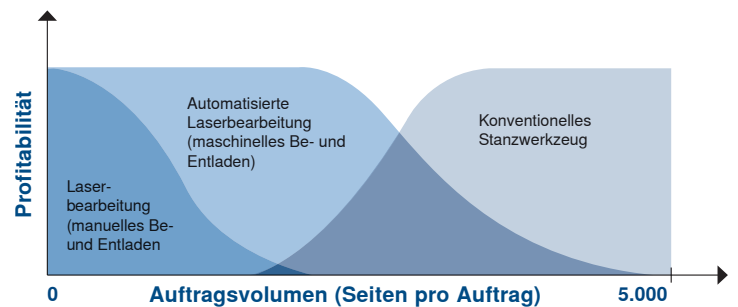 Profitabilität
Automatisierte
Laserbearbeitung
(maschinelles Be- und
Entladen)
Konventionelles
Stanzwerkzeug
Laser-
bearbeitung
(manuelles Be-
und Entladen
0
Auftragsvolumen (Seiten pro Auftrag)
5.000